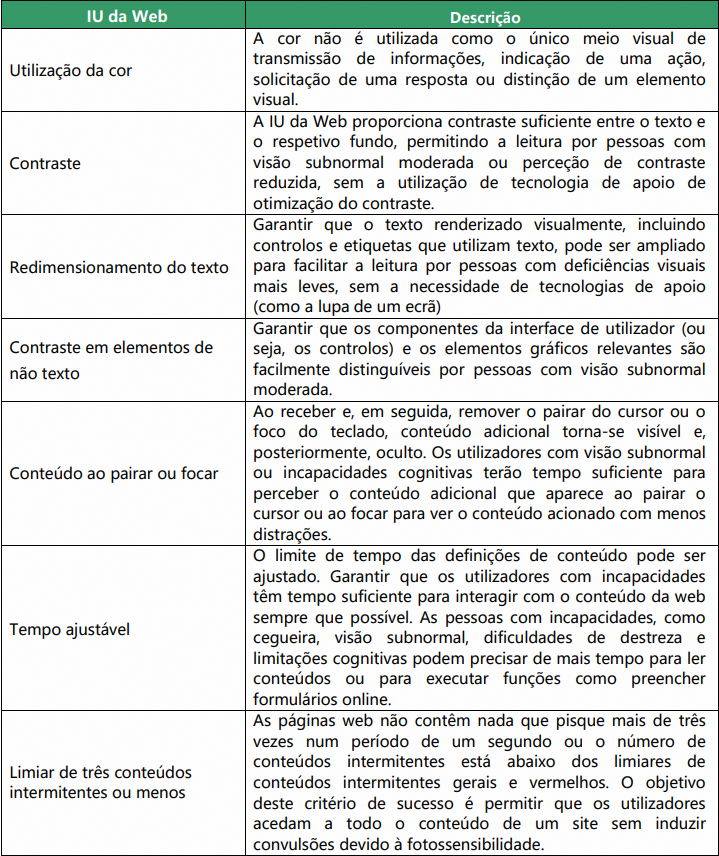 IU da Web
Descrição
Utilização da cor
A cor não é utilizada como o único meio visual de
transmissão de informações, indicação de uma ação,
solicitação de uma resposta ou distinção de um elemento
visual.
Contraste
A IU da Web proporciona contraste suficiente entre o texto e
o respetivo fundo, permitindo a leitura por pessoas com
visão subnormal moderada ou perceção de contraste
reduzida, sem a utilização de tecnologia de apoio de
otimização do contraste.
Redimensionamento do texto
Garantir que o texto renderizado visualmente, incluindo
controlos e etiquetas que utilizam texto, pode ser ampliado
para facilitar a leitura por pessoas com deficiências visuais
mais leves, sem a necessidade de tecnologias de apoio
(como a lupa de um ecrã)
Contraste em elementos de
não texto
Garantir que os componentes da interface de utilizador (ou
seja, os controlos) e os elementos gráficos relevantes são
facilmente distinguíveis por pessoas com visão subnormal
moderada.
Conteúdo ao pairar ou focar
Ao receber e, em seguida, remover o pairar do cursor ou o
foco do teclado, conteúdo adicional torna-se visível e,
posteriormente, oculto. Os utilizadores com visão subnormal
ou incapacidades cognitivas terão tempo suficiente para
perceber o conteúdo adicional que aparece ao pairar o
cursor ou ao focar para ver o conteúdo acionado com menos
distrações.
Tempo ajustável
O limite de tempo das definições de conteúdo pode ser
ajustado. Garantir que os utilizadores com incapacidades
têm tempo suficiente para interagir com o conteúdo da web
sempre que possível. As pessoas com incapacidades, como
cegueira, visão subnormal, dificuldades de destreza e
limitações cognitivas podem precisar de mais tempo para ler
conteúdos ou para executar funções como preencher
formulários online.
Limiar de três conteúdos
intermitentes ou menos
As páginas web não contêm nada que pisque mais de três
vezes num período de um segundo ou o número de
conteúdos intermitentes está abaixo dos limiares de
conteúdos intermitentes gerais e vermelhos. O objetivo
deste critério de sucesso é permitir que os utilizadores
acedam a todo o conteúdo de um site sem induzir
convulsões devido à fotossensibilidade.